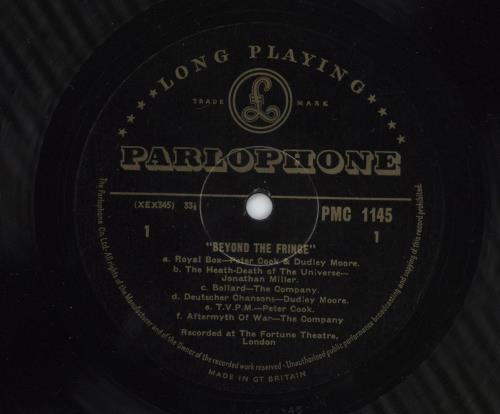 LONG PLAYING
TRADE MARK
£
PARLOPHONE
(XEX345) 33⅓
PMC 1145
1
1
"BEYOND THE FRINGE"
a. Royal Box—Peter Cook & Dudley Moore.
b. The Heath-Death of The Universe—
Jonathan Miller.
c. Bollard—The Company.
d. Deutscher Chansons—Dudley Moore.
e. T.V.P.M.—Peter Cook.
f. Aftermyth Of War—The Company
Recorded at The Fortune Theatre,
London
The Parlophone Co. Ltd. All rights of the Manufacturer and of the Owner of the recorded work reserved - Unauthorised public performance broadcasting and copying of this record prohibited.
MADE IN GT BRITAIN